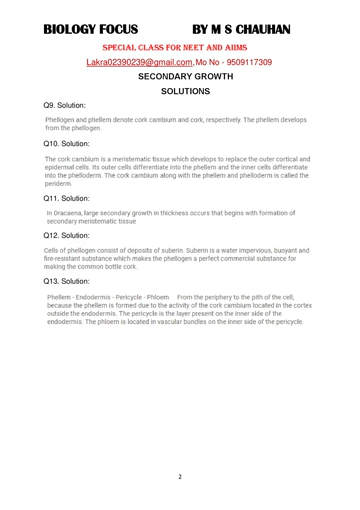 BIOLOGY FOCUS BY M S CHAUHAN
SPECIAL CLASS FOR NEET AND AIIMS
Lakra02390239@gmail.com, Mo No - 9509117309
SECONDARY GROWTH
SOLUTIONS
Q9. Solution:
Phellogen and phellem denote cork cambium and cork, respectively. The phellem develops
from the phellogen.
Q10. Solution:
The cork cambium is a meristematic tissue which develops to replace the outer cortical and
epidermal cells. Its outer cells differentiate into the phellem and the inner cells differentiate
into the phelloderm. The cork cambium along with the phellem and phelloderm is called the
periderm.
Q11. Solution:
In Dracaena, large secondary growth in thickness occurs that begins with formation of
secondary meristematic tissue
Q12. Solution:
Cells of phellogen consist of deposits of suberin. Suberin is a water impervious, buoyant and
fire-resistant substance which makes the phellogen a perfect commercial substance for
making the common bottle cork.
Q13. Solution:
Phellem - Endodermis - Pericycle - Phloem From the periphery to the pith of the cell,
because the phellem is formed due to the activity of the cork cambium located in the cortex
outside the endodermis. The pericycle is the layer present on the inner side of the
endodermis. The phloem is located in vascular bundles on the inner side of the pericycle.
2